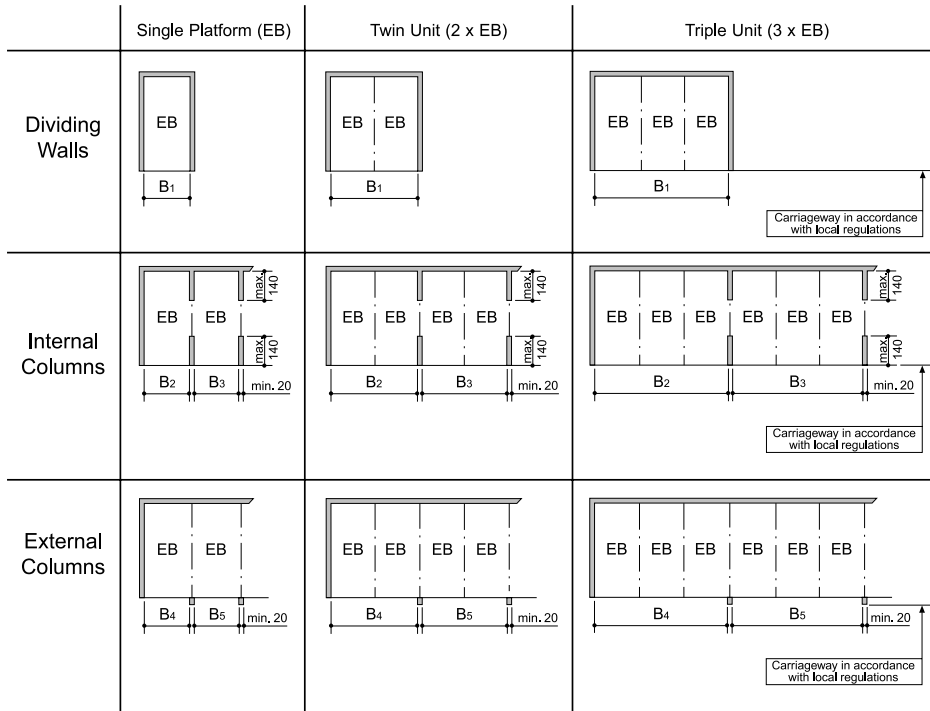 Single Platform (EB)
Twin Unit (2 x EB)
Triple Unit (3 x EB)
Dividing
Walls
EB
B1
EB EB
B1
EB EB EB
B1
Carriageway in accordance
with local regulations
Internal
Columns
EB EB
max.
140
max.
140
B2 B3 min. 20
EB EB EB EB
max.
140
max.
140
B2 B3 min. 20
EB EB EB EB EB EB
max.
140
max.
140
B2 B3 min. 20
Carriageway in accordance
with local regulations
External
Columns
EB EB
B4 B5 min. 20
EB EB EB EB
B4 B5 min. 20
EB EB EB EB EB EB
B4 B5 min. 20
Carriageway in accordance
with local regulations